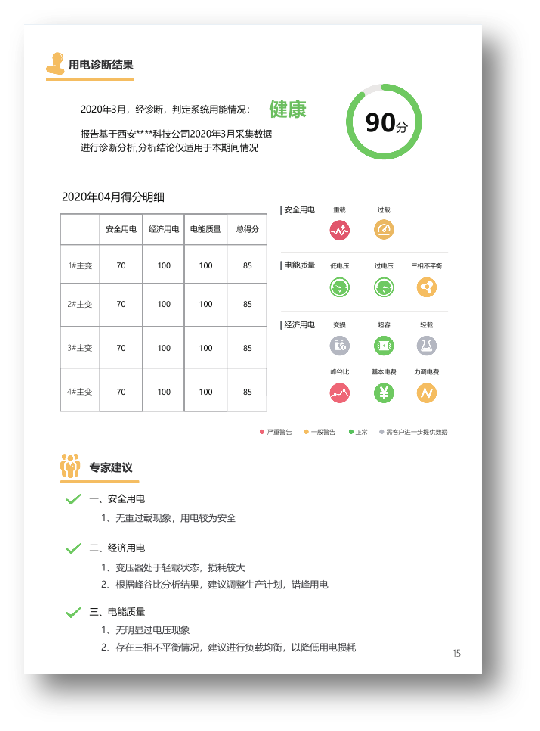 用电诊断结果
2020年3月，经诊断，判定系统用能情况： 健康
90分
报告基于西安****科技公司2020年3月采集数据
进行诊断分析,分析结论仅适用于本期间情况
2020年04月得分明细
安全用电 经济用电 电能质量 总得分
1#主变 70 100 100 85
2#主变 70 100 100 85
3#主变 70 100 100 85
4#主变 70 100 100 85
安全用电 重载 过载
电能质量 低电压 过电压 三相不平衡
经济用电 变损 轻载
峰谷比 基本电费 力调电费
严重警告 一般警告 正常 需客户进一步提供数据
专家建议
一、安全用电
1、无重过载现象，用电较为安全
二、经济用电
1、变压器处于轻载状态，损耗较大
2、根据峰谷比分析结果，建议调整生产计划，错峰用电
三、电能质量
1、无明显过电压现象
2、存在三相不平衡情况，建议进行负载均衡，以降低用电损耗
15